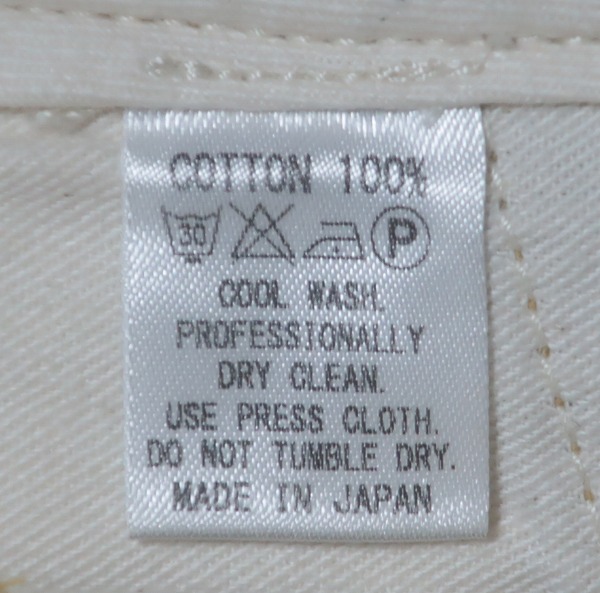 COTTON 100%
30 P
COOL WASH.
PROFESSIONALLY
DRY CLEAN.
USE PRESS CLOTH.
DO NOT TUMBLE DRY.
MADE IN JAPAN